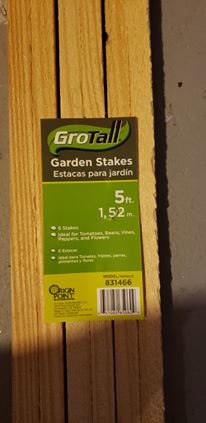 GroTall
Garden Stakes
Estacas para jardín
5 ft.
1,52 m.
6 Stakes
Ideal for Tomatoes, Beans, Vines,
Peppers, and Flowers
6 Estacas
Ideal para Tomates, frijoles, parras,
pimientos y flores
ORIGIN
POINT
MODEL/MODELO
831466